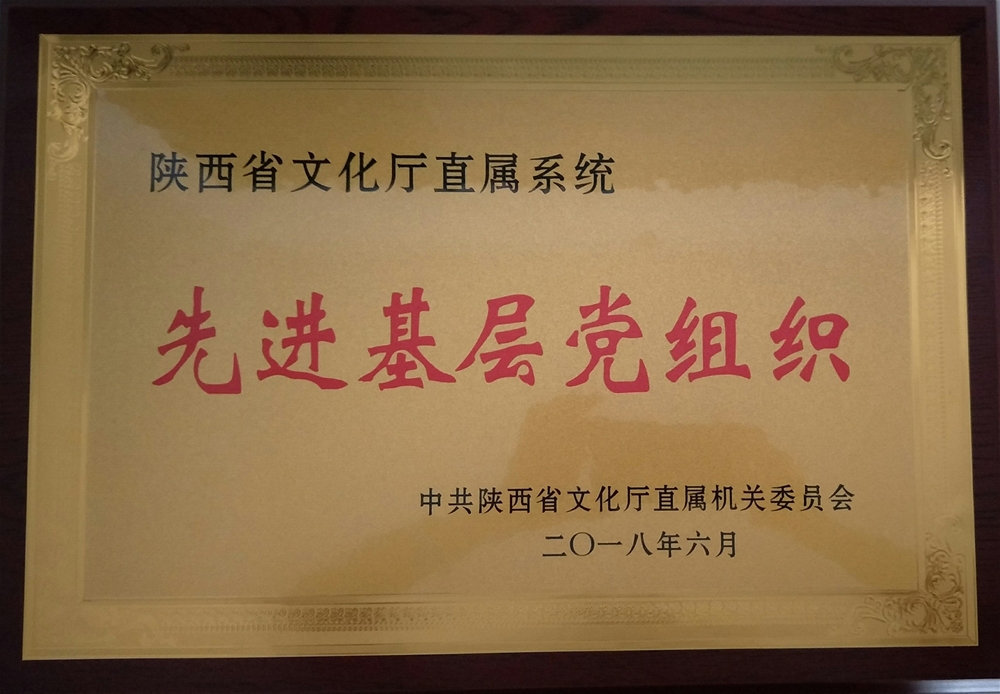 陕西省文化厅直属系统
先进基层党组织
中共陕西省文化厅直属机关委员会
二〇一八年六月